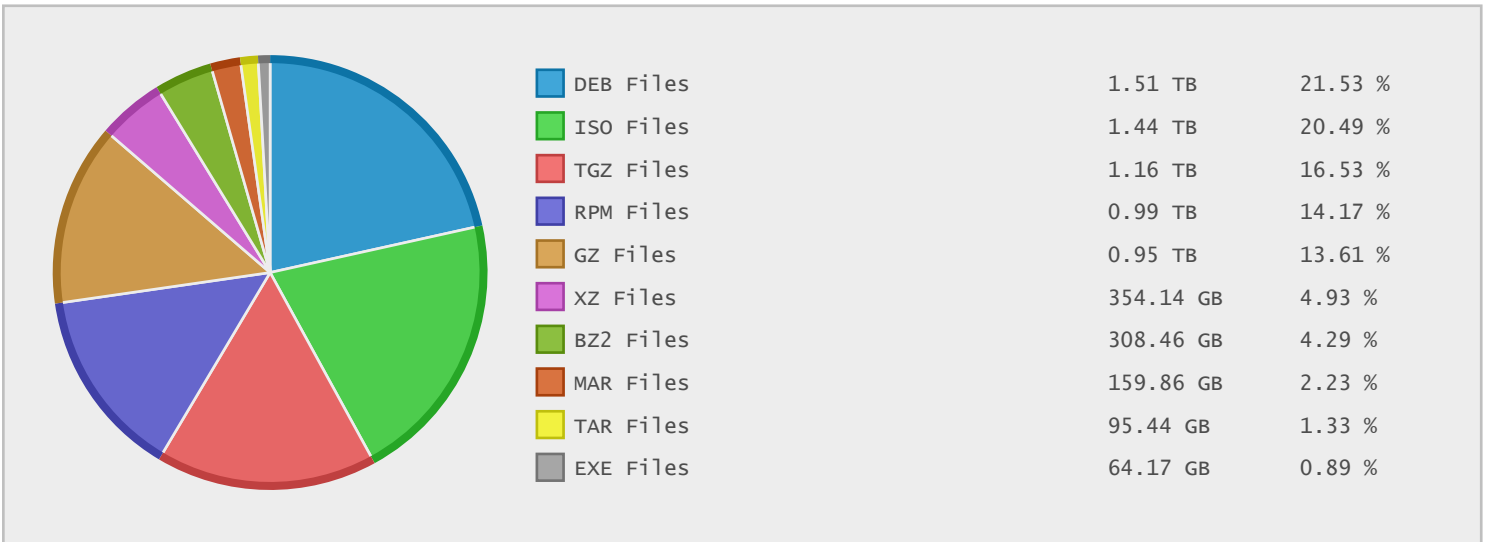 DEB Files 1.51 TB 21.53 %
ISO Files 1.44 TB 20.49 %
TGZ Files 1.16 TB 16.53 %
RPM Files 0.99 TB 14.17 %
GZ Files 0.95 TB 13.61 %
XZ Files 354.14 GB 4.93 %
BZ2 Files 308.46 GB 4.29 %
MAR Files 159.86 GB 2.23 %
TAR Files 95.44 GB 1.33 %
EXE Files 64.17 GB 0.89 %